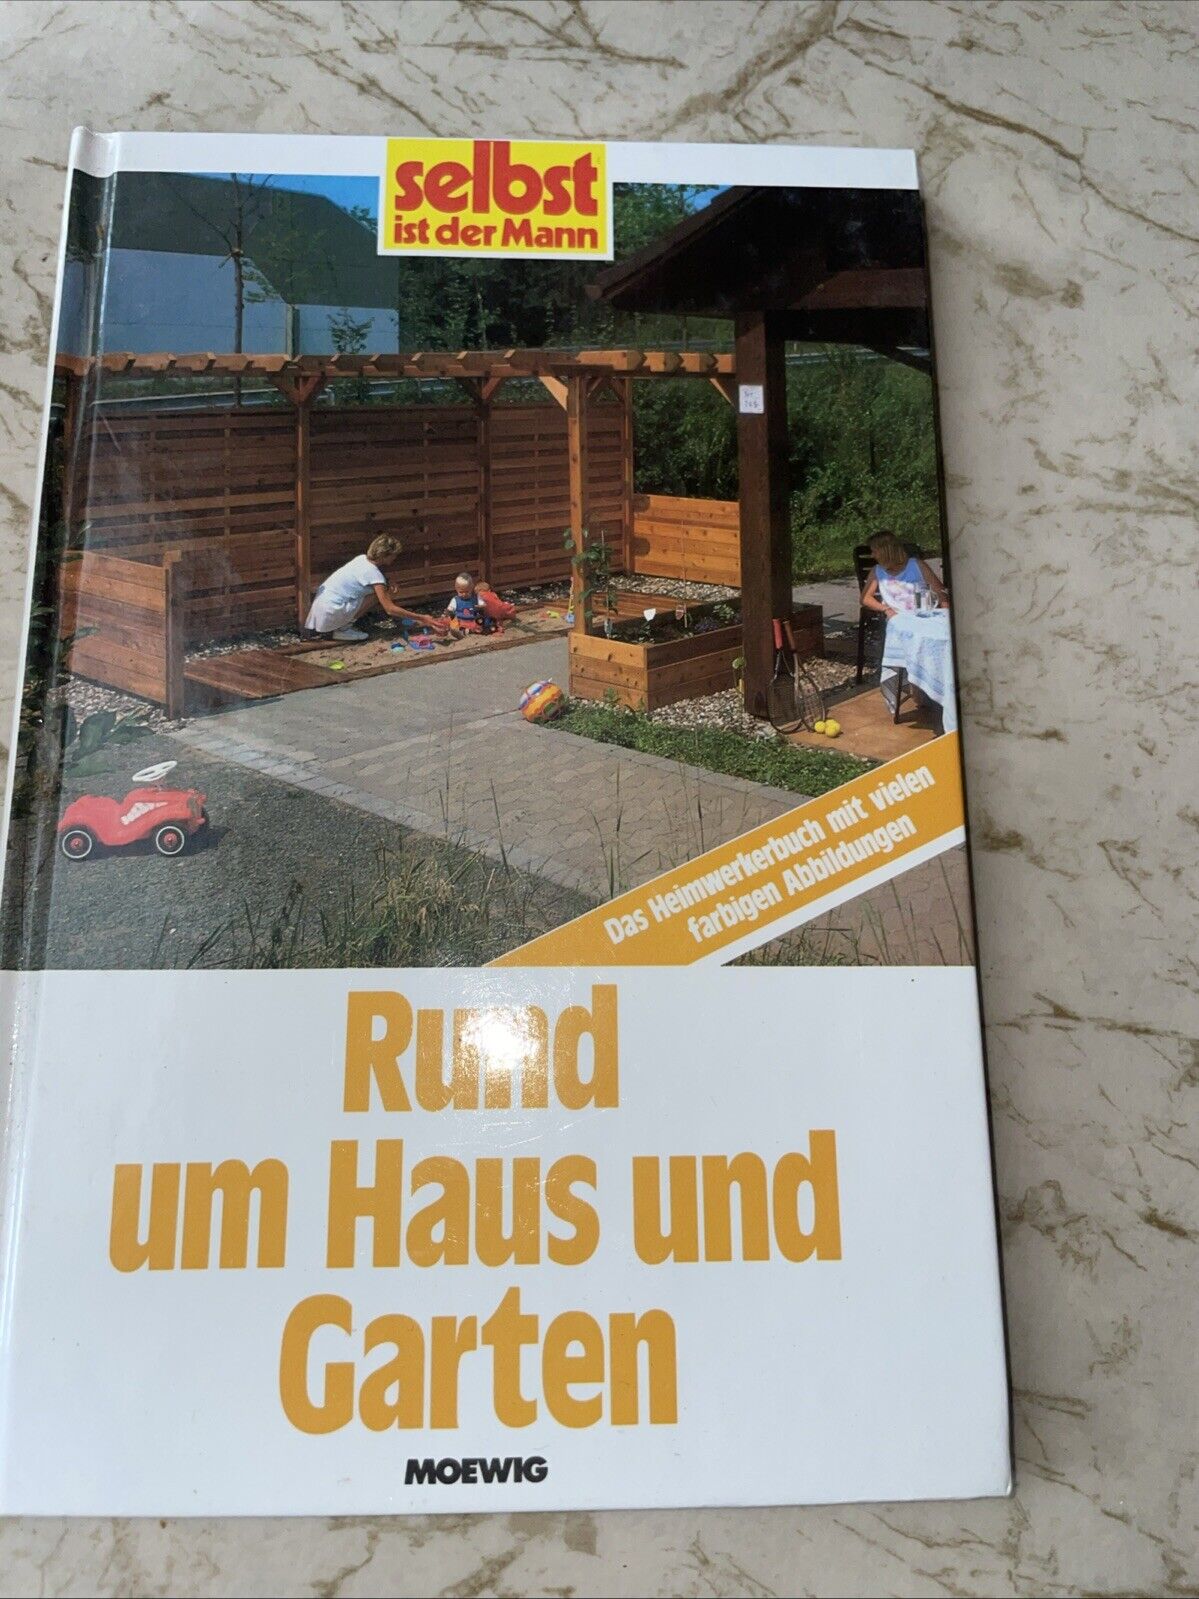 selbst
ist der Mann
Das Heimwerkerbuch mit vielen
farbigen Abbildungen
Rund
um Haus und
Garten
MOEWIG